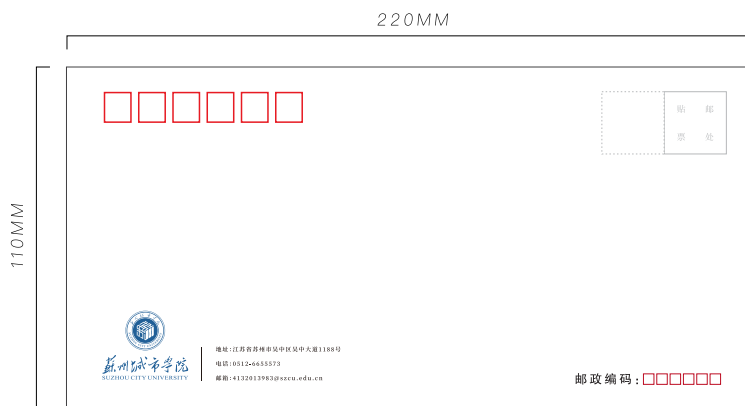 220MM
110MM
贴 邮
票 处
蘇州城市学院
SUZHOU CITY UNIVERSITY
地址:江苏省苏州市吴中区吴中大道1188号
电话:0512-6655573
邮箱:4132013983@szcu.edu.cn
邮政编码: